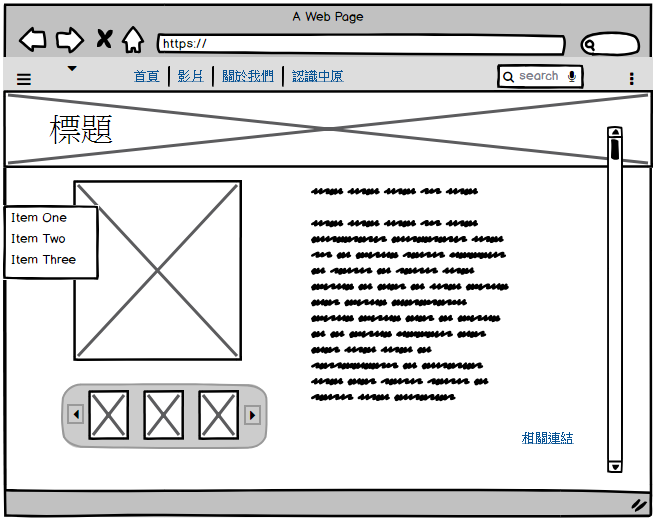 A Web Page
https://
首頁 影片 關於我們 認識中原 search
標題
Item One
Item Two
Item Three
相關連結